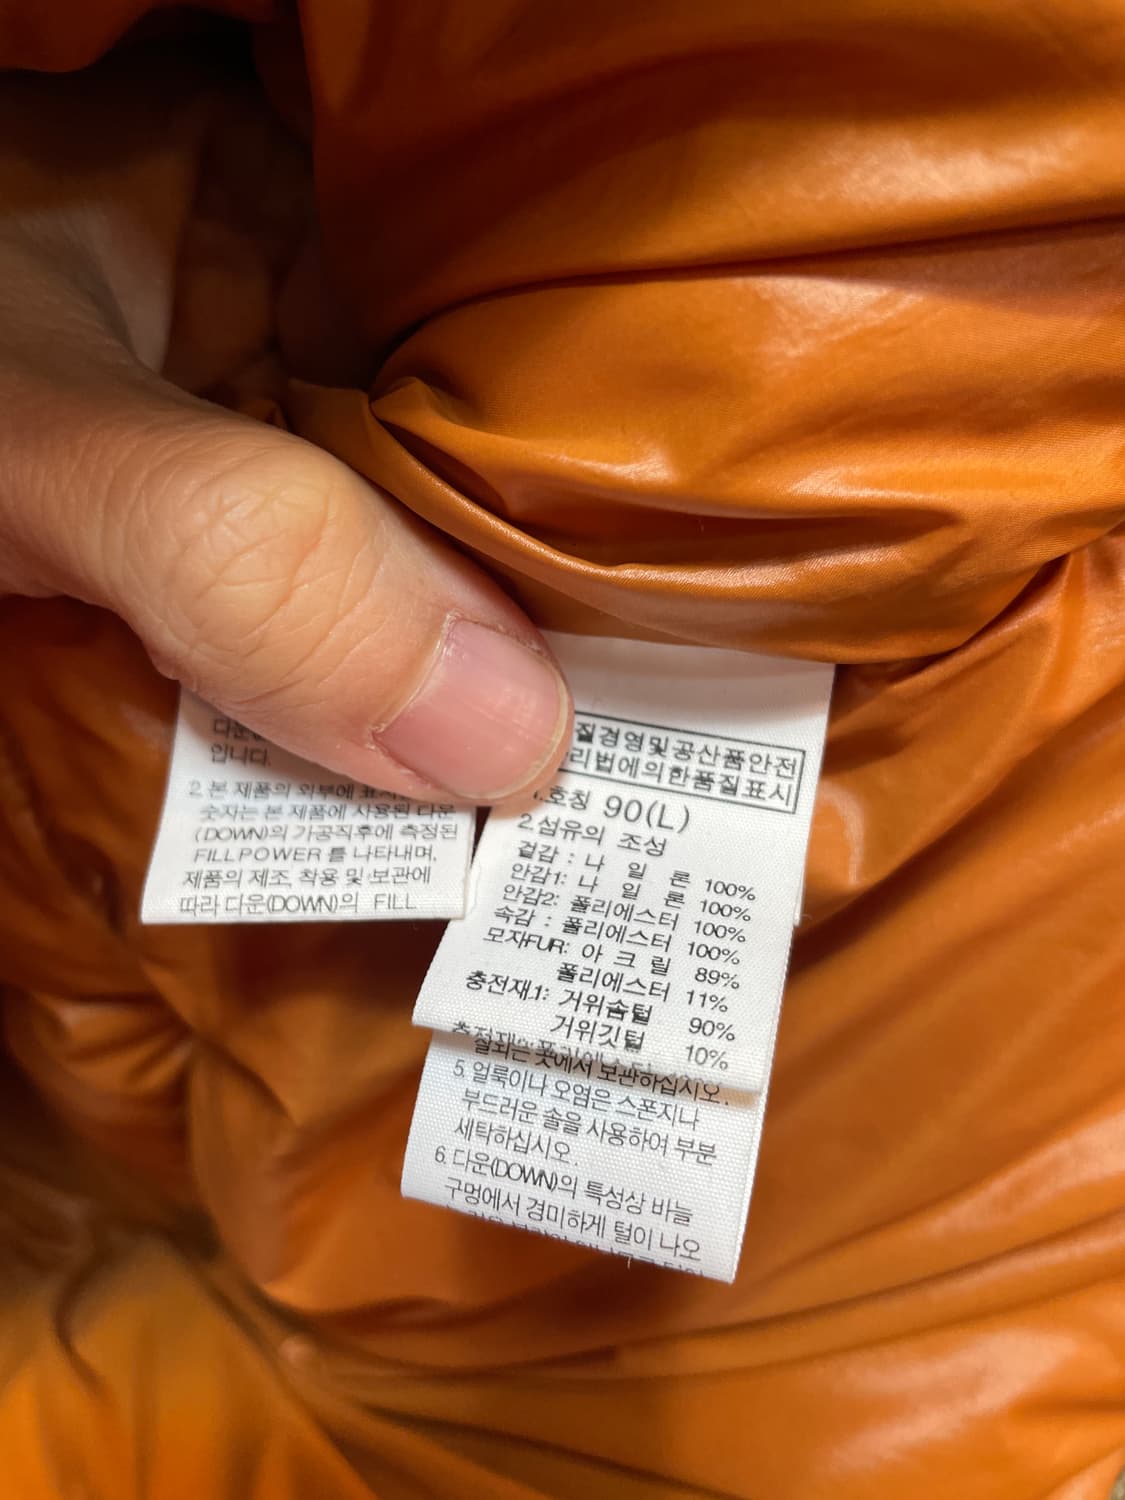 입니다.
2. 본 제품의 외부에
숫자는 본 제품에 사용된 다운
(DOWN)의 가공직후에 측정된
FILLPOWER 를 나타내며,
제품의 제조, 착용 및 보관에
따라 다운(DOWN)의 FILL
질경영및공산품안전
리법에의한품질표시
1.호칭 90(L)
2.섬유의 조성
겉감 : 나 일 론 100%
안감1: 나 일 론 100%
안감2: 폴리에스터 100%
속감 : 폴리에스터 100%
모자FUR: 아 크 릴 89%
폴리에스터 11%
충전재1: 거위솜털 90%
거위깃털 10%
곳에서 보관하십시오.
5. 얼룩이나 오염은 스폰지나
부드러운 솔을 사용하여 부분
세탁하십시오.
6. 다운(DOWN)의 특성상 바늘
구멍에서 경미하게 털이 나오